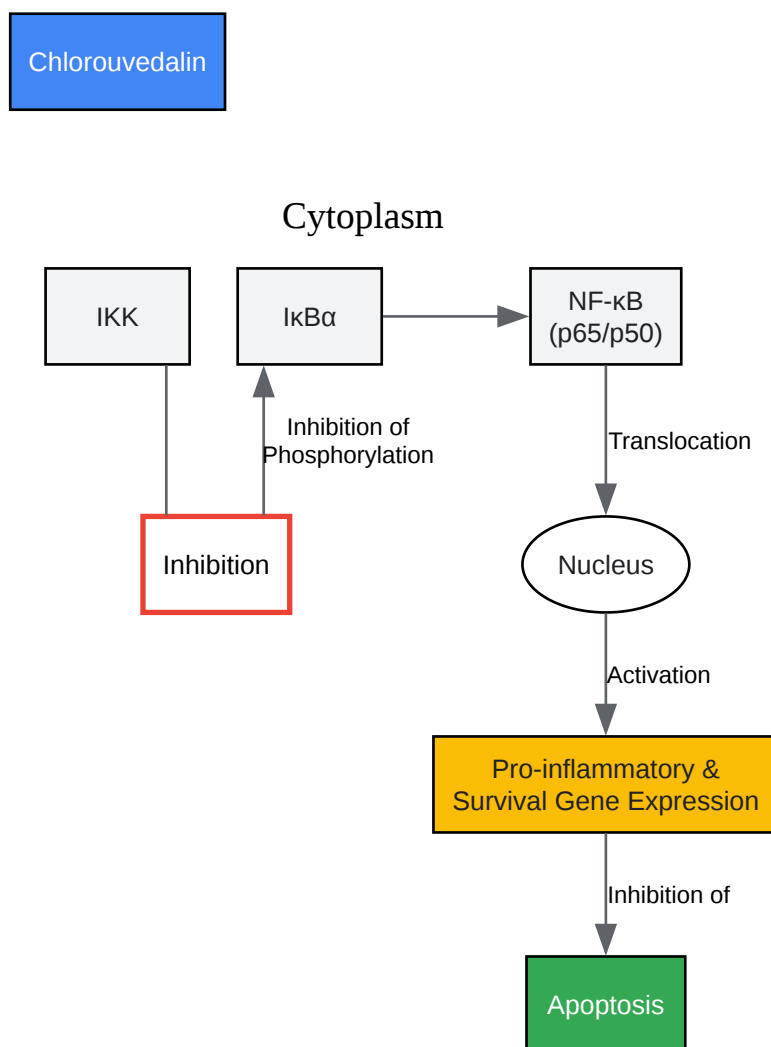 Chlorouvedalin
Cytoplasm
IKK
IκBα
NF-κB
(p65/p50)
Inhibition of
Phosphorylation
Translocation
Inhibition
Nucleus
Activation
Pro-inflammatory &
Survival Gene Expression
Inhibition of
Apoptosis